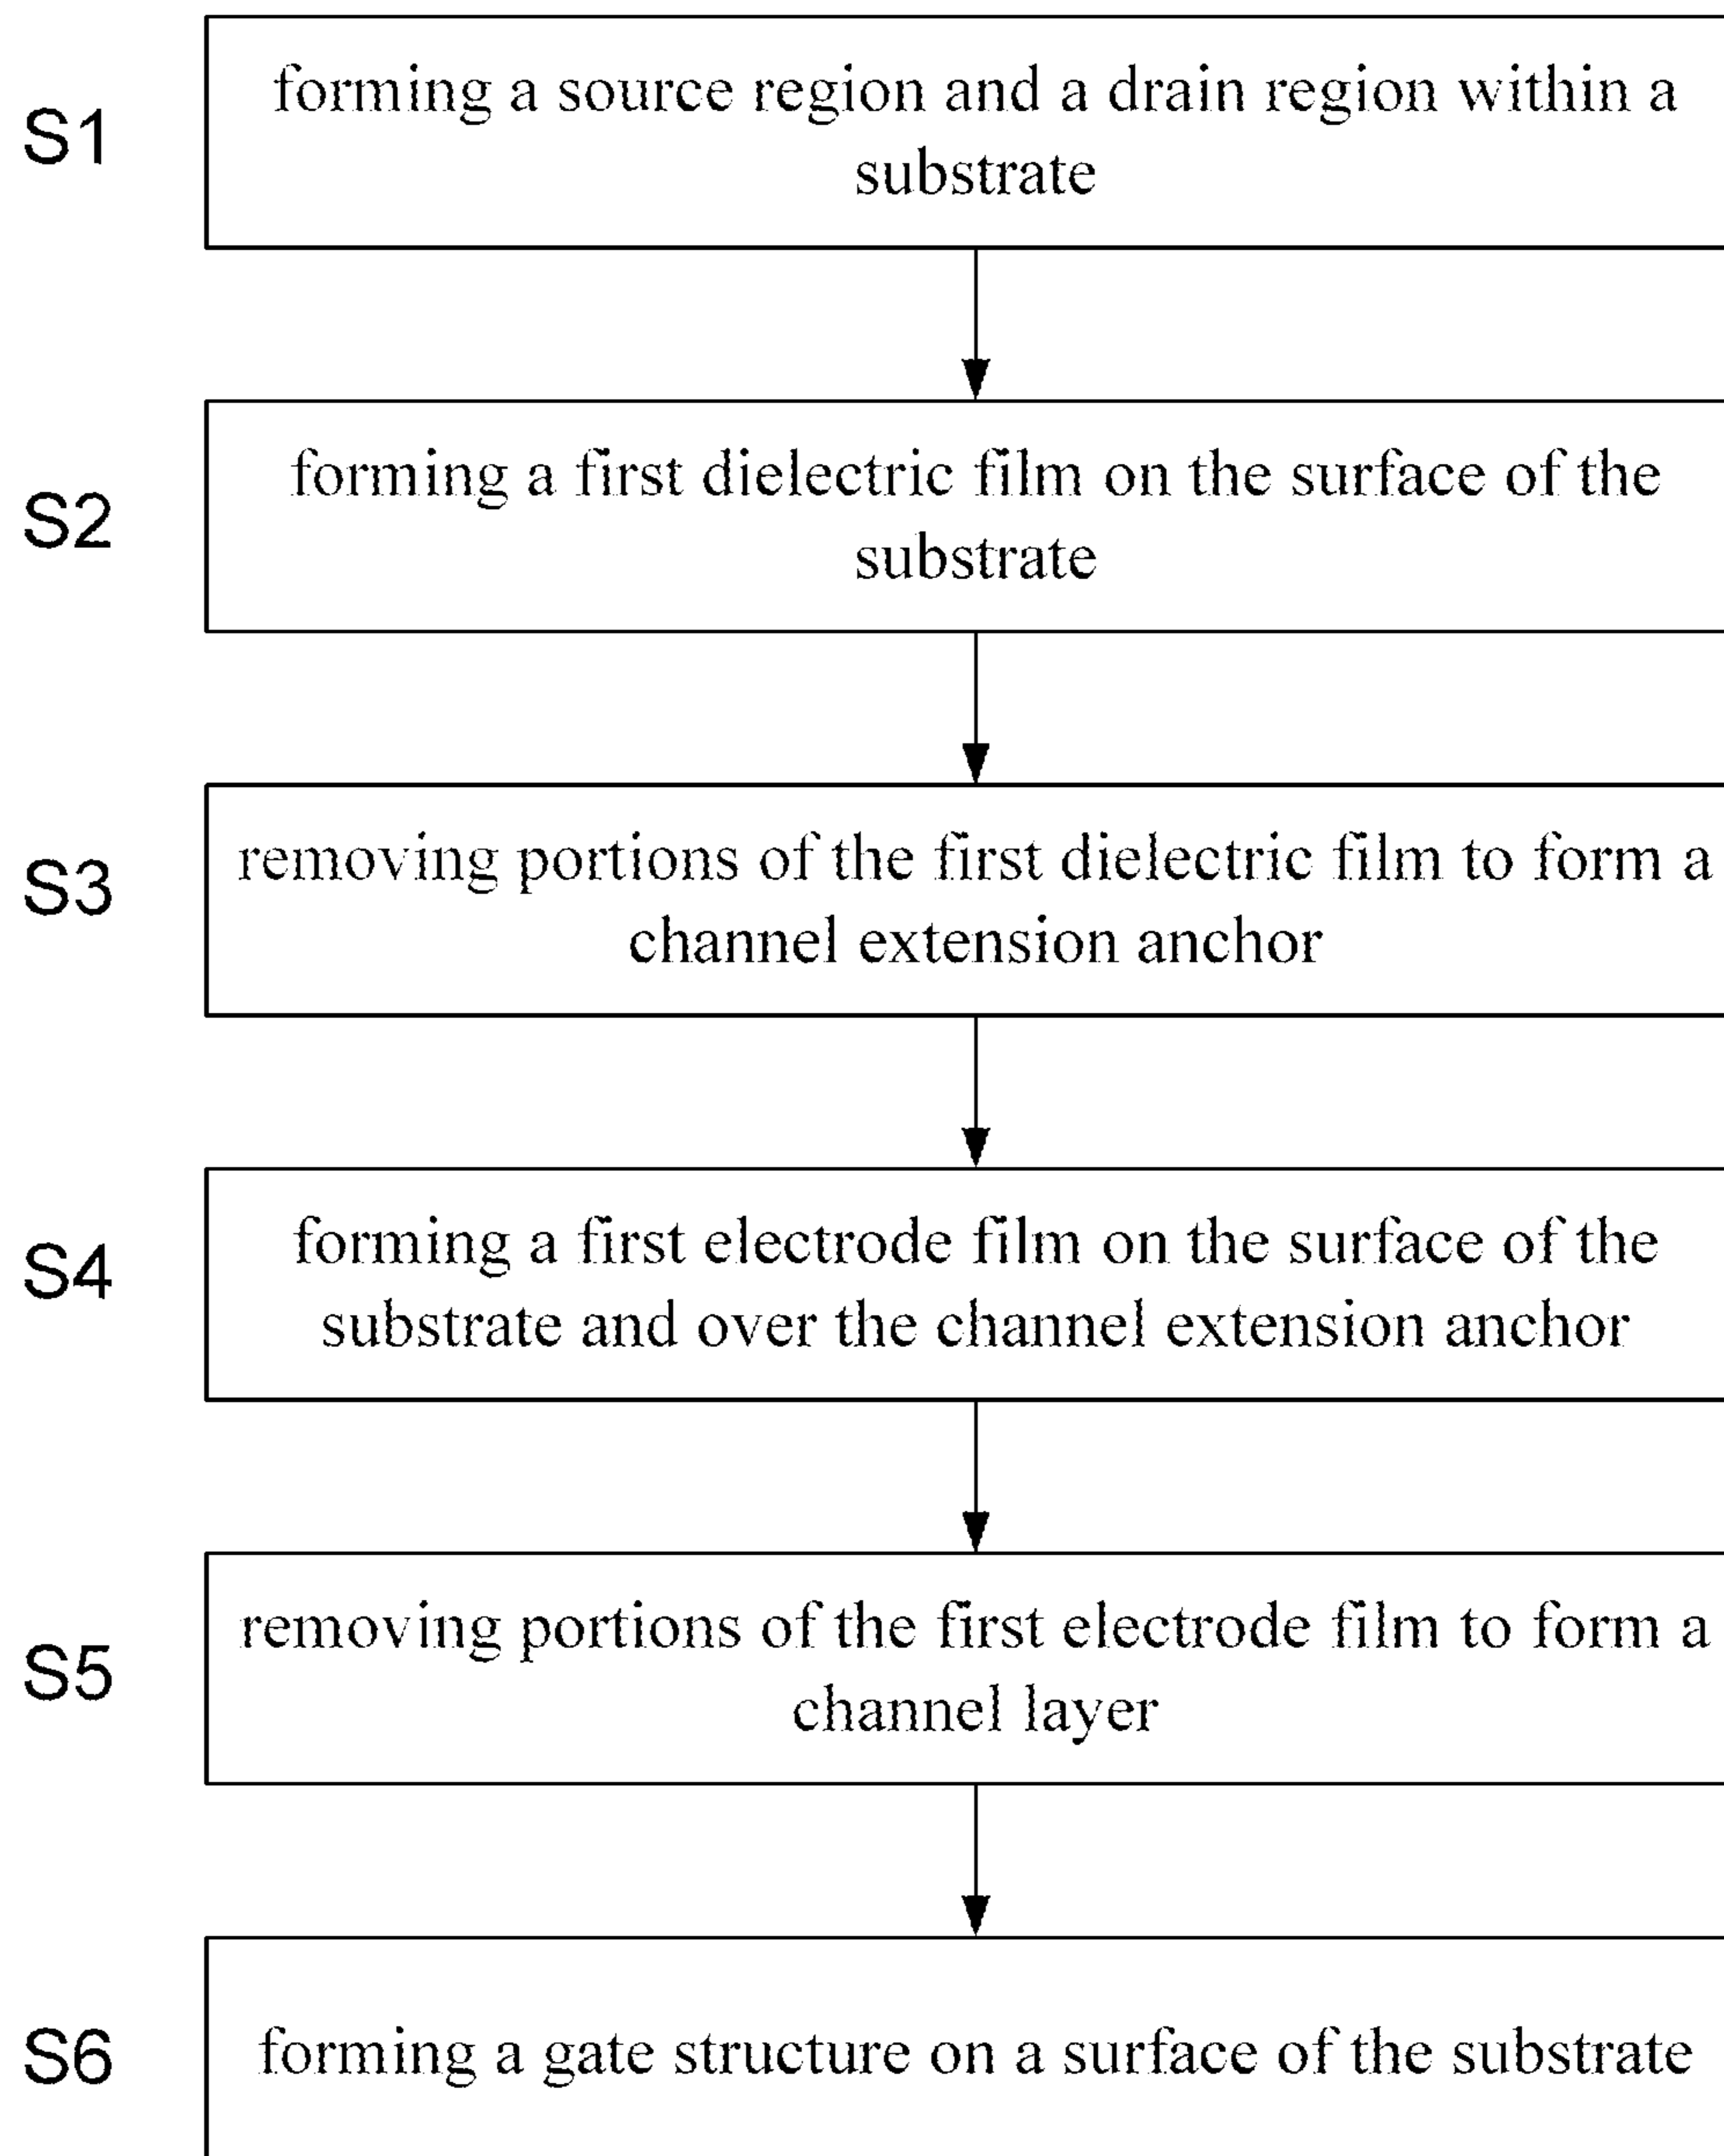 S1
forming a source region and a drain region within a
substrate
S2
forming a first dielectric film on the surface of the
substrate
S3
removing portions of the first dielectric film to form a
channel extension anchor
S4
forming a first electrode film on the surface of the
substrate and over the channel extension anchor
S5
removing portions of the first electrode film to form a
channel layer
S6
forming a gate structure on a surface of the substrate